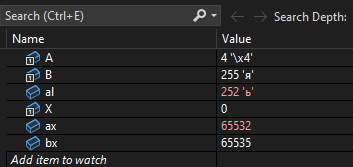 Search (Ctrl+E) Search Depth:
Name Value
A 4 '\x4'
B 255 'я'
al 252 'ь'
X 0
ax 65532
bx 65535
Add item to watch